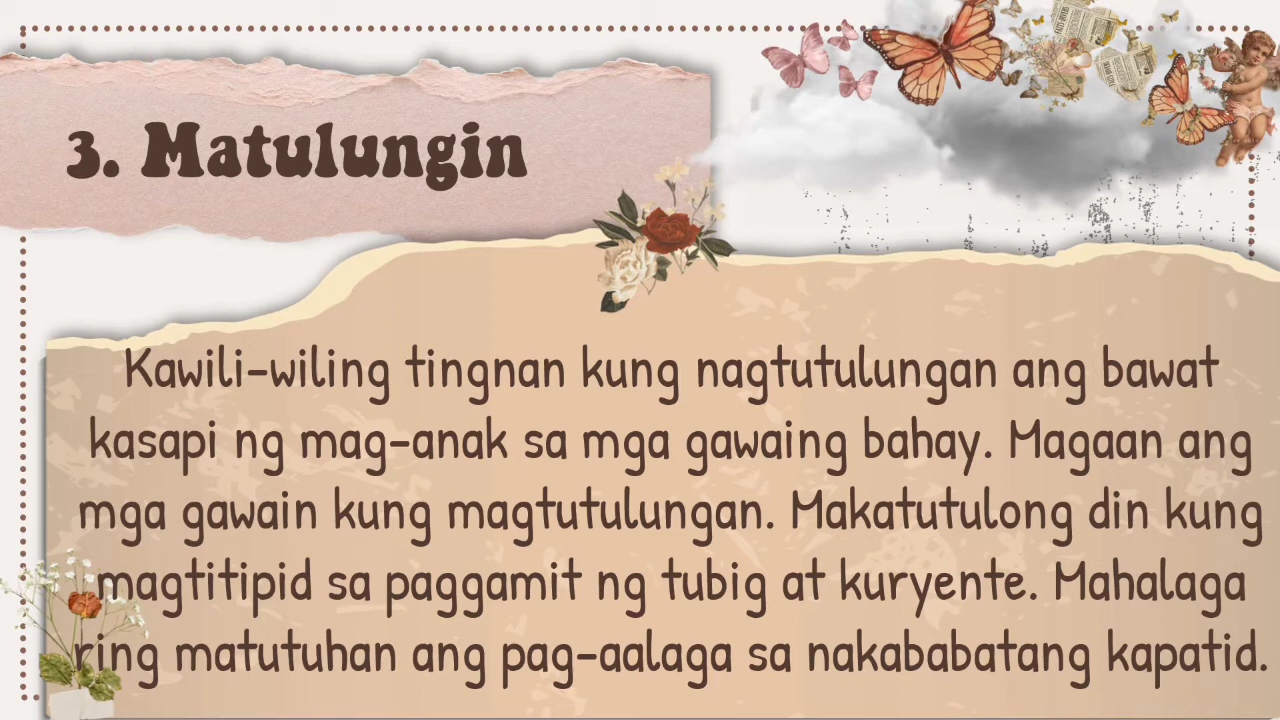 3. Matulungin
Kawili-wiling tingnan kung nagtutulungan ang bawat
kasapi ng mag-anak sa mga gawaing bahay. Magaan ang
mga gawain kung magtutulungan. Makatutulong din kung
magtitipid sa paggamit ng tubig at kuryente. Mahalaga
ring matutuhan ang pag-aalaga sa nakababatang kapatid.